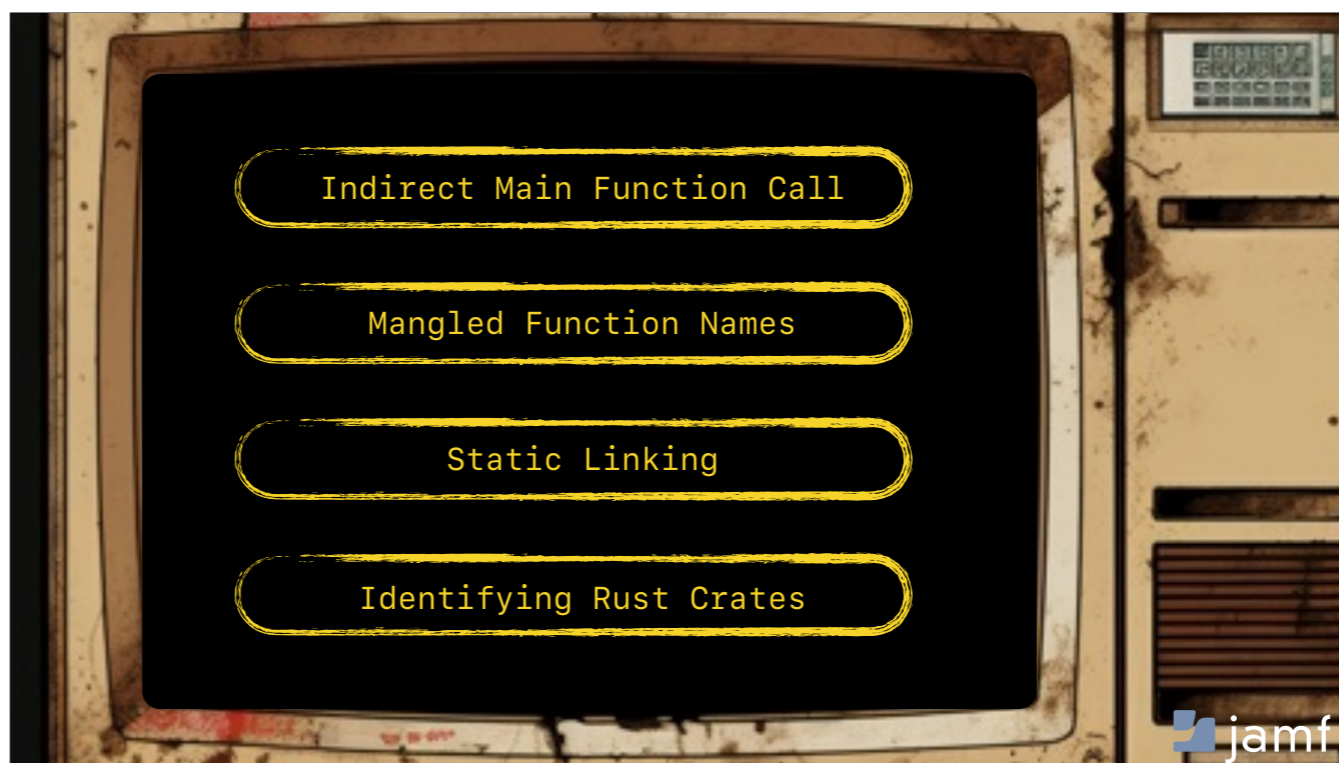 Indirect Main Function Call
Mangled Function Names
Static Linking
Identifying Rust Crates
jamf